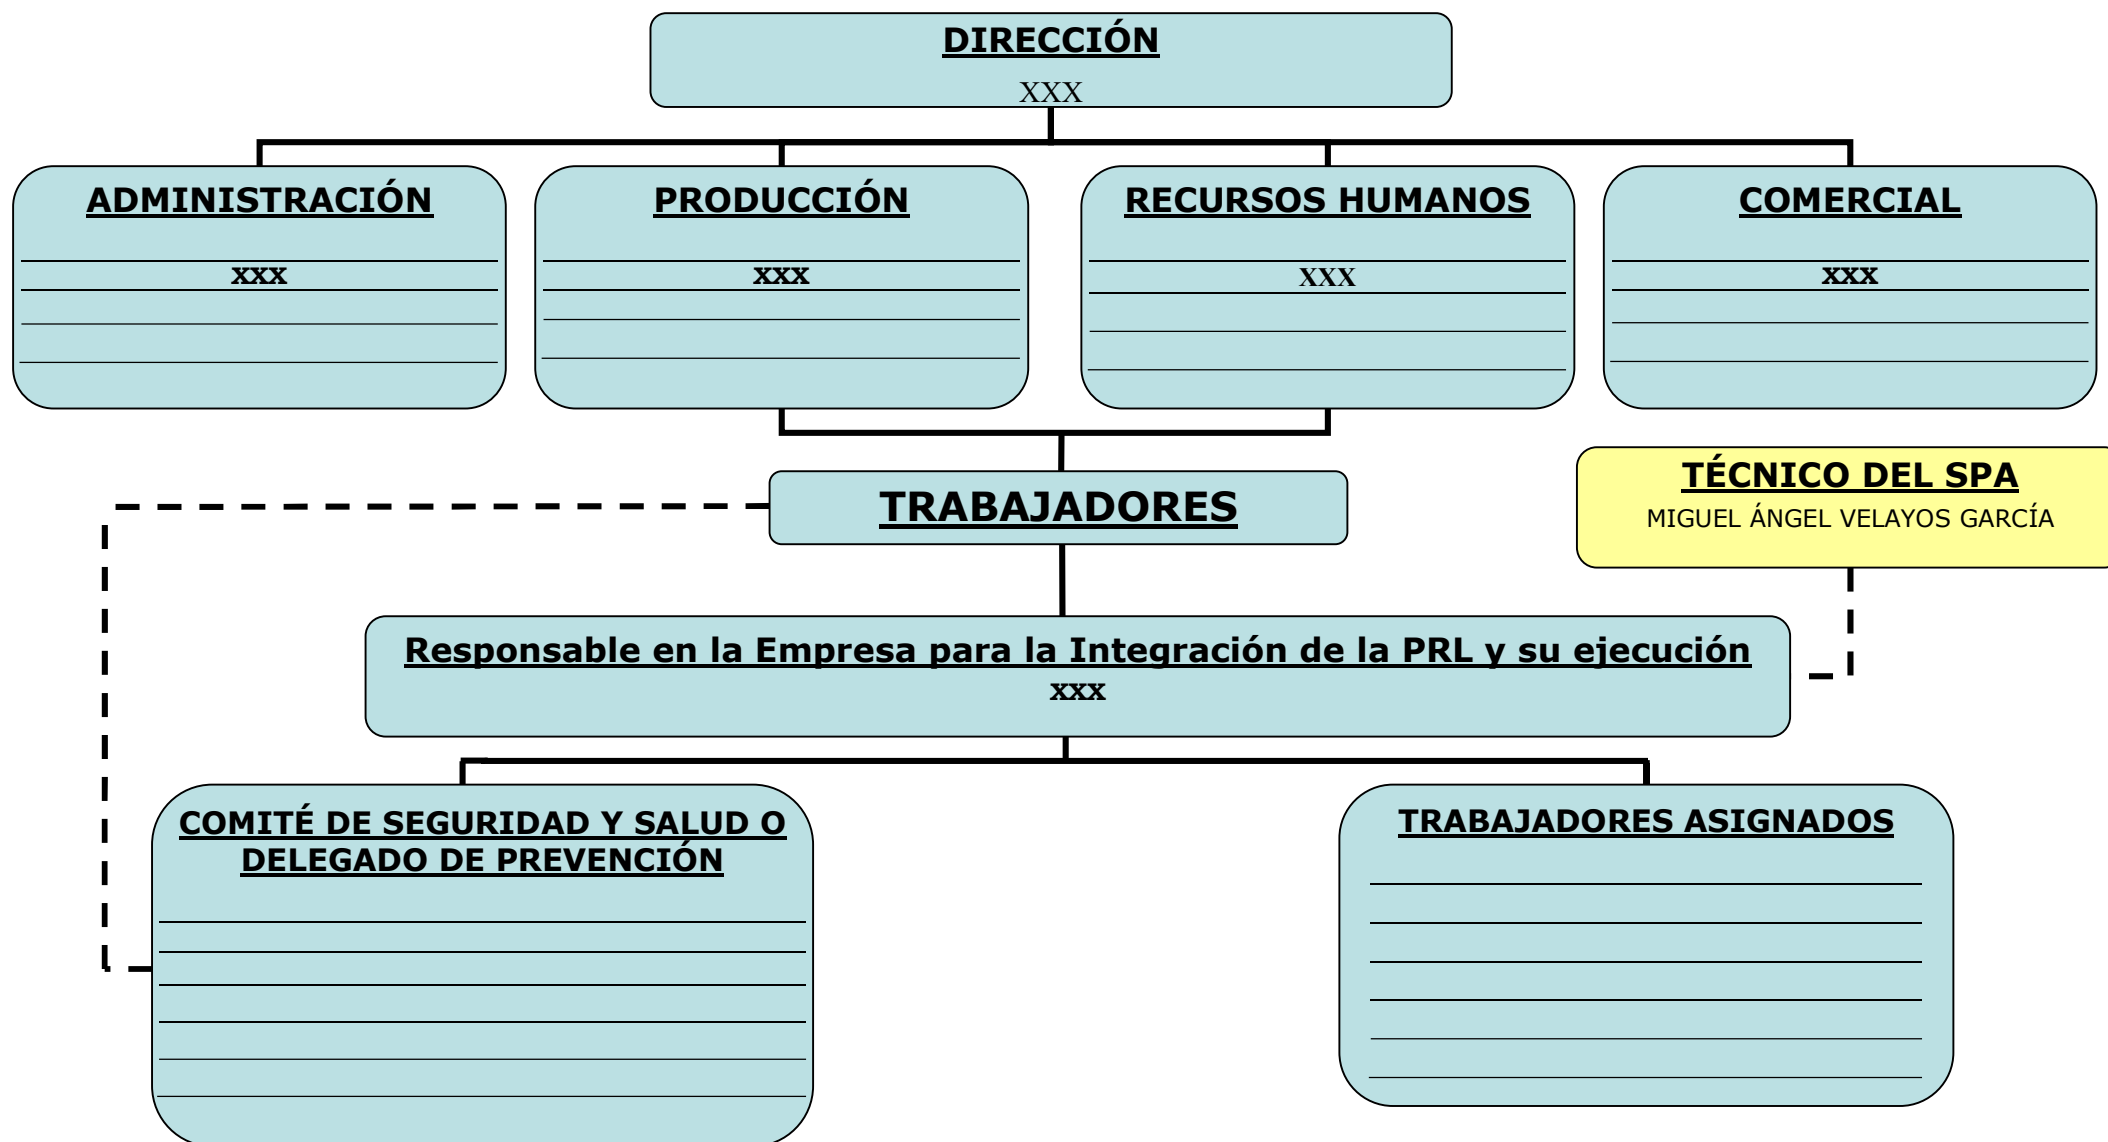 DIRECCIÓN
XXX
ADMINISTRACIÓN
xxx
PRODUCCIÓN
xxx
RECURSOS HUMANOS
XXX
COMERCIAL
xxx
TRABAJADORES
TÉCNICO DEL SPA
MIGUEL ÁNGEL VELAYOS GARCÍA
Responsable en la Empresa para la Integración de la PRL y su ejecución
xxx
COMITÉ DE SEGURIDAD Y SALUD O
DELEGADO DE PREVENCIÓN
TRABAJADORES ASIGNADOS